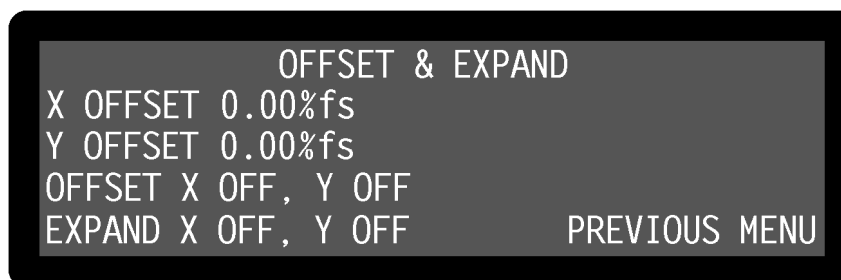 OFFSET & EXPAND
X OFFSET 0.00%fs
Y OFFSET 0.00%fs
OFFSET X OFF, Y OFF
EXPAND X OFF, Y OFF PREVIOUS MENU